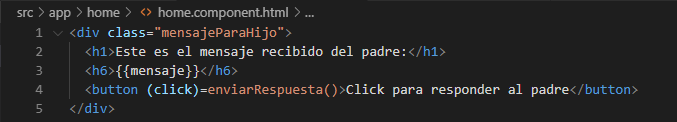 src > app > home > home.component.html > ...
1 <div class="mensajeParaHijo">
2 <h1>Este es el mensaje recibido del padre:</h1>
3 <h6>{{mensaje}}</h6>
4 <button (click)=enviarRespuesta()>Click para responder al padre</button>
5 </div>